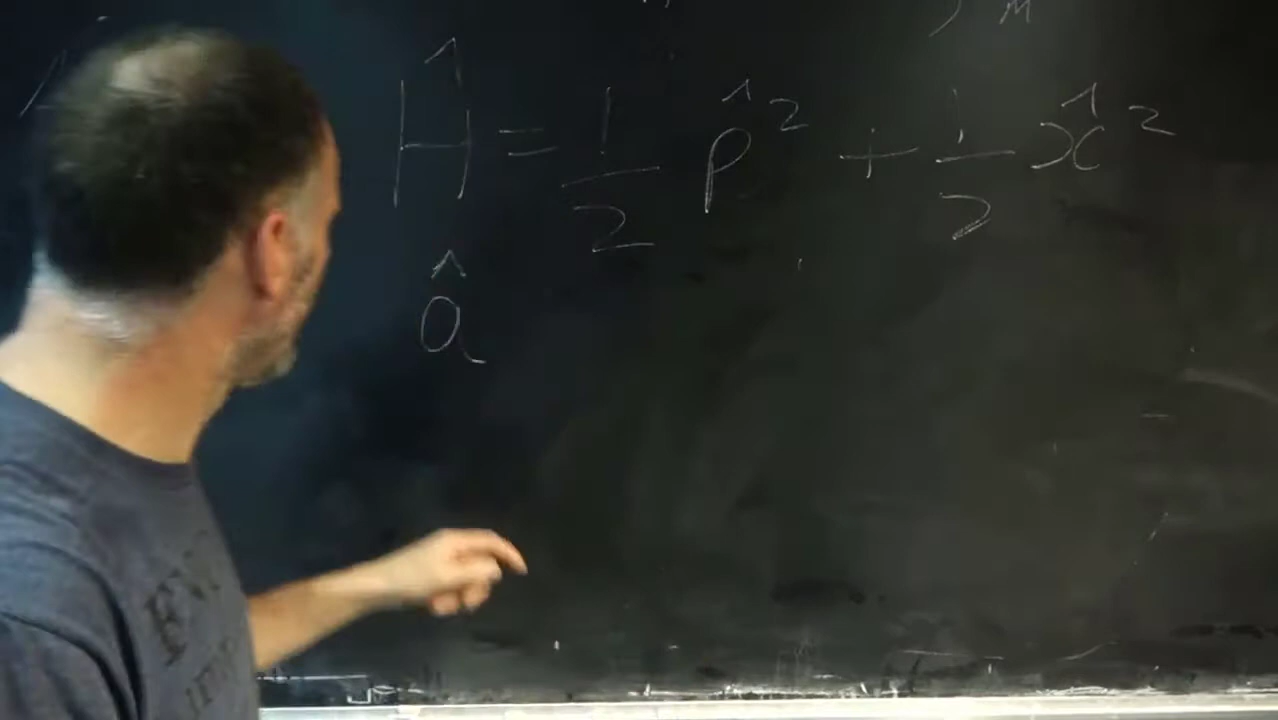 Ĥ = 1/2 p̂² + 1/2 x̂²
â